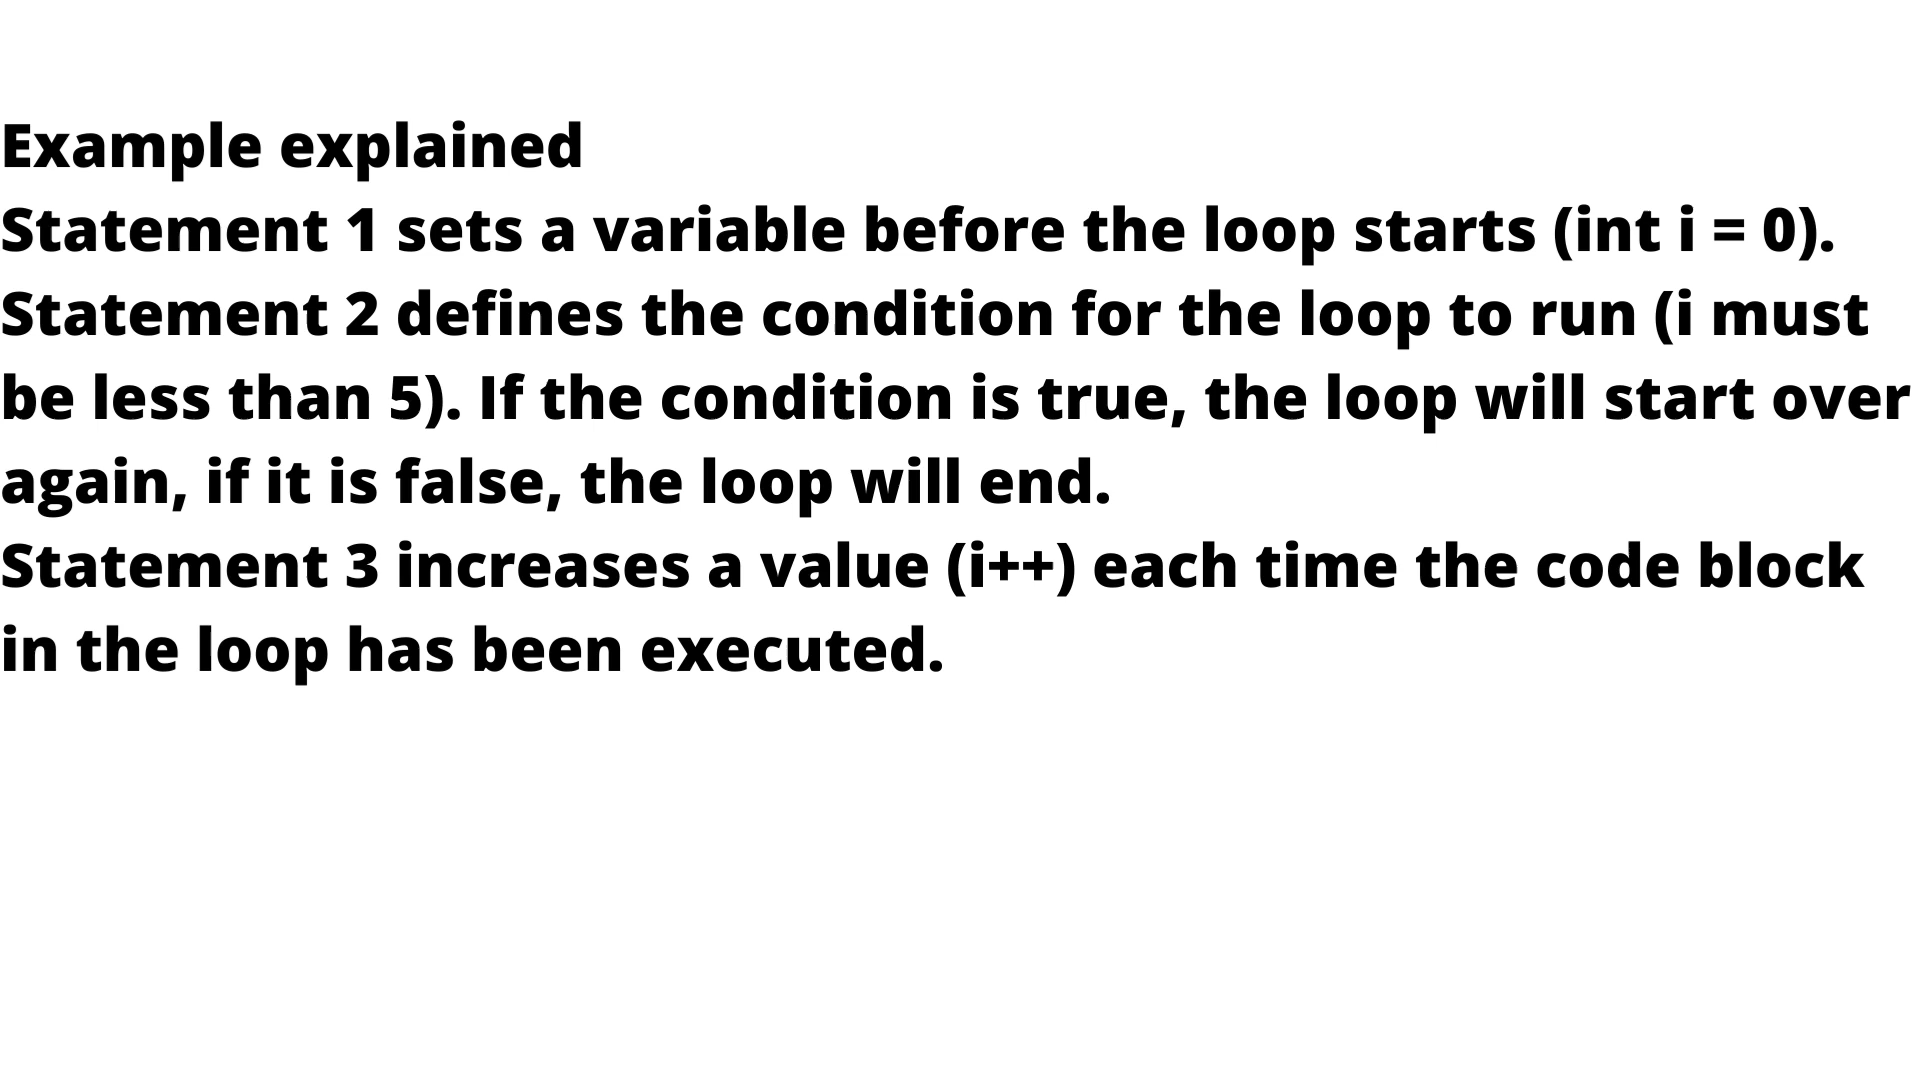 Example explained
Statement 1 sets a variable before the loop starts (int i = 0).
Statement 2 defines the condition for the loop to run (i must
be less than 5). If the condition is true, the loop will start over
again, if it is false, the loop will end.
Statement 3 increases a value (i++) each time the code block
in the loop has been executed.